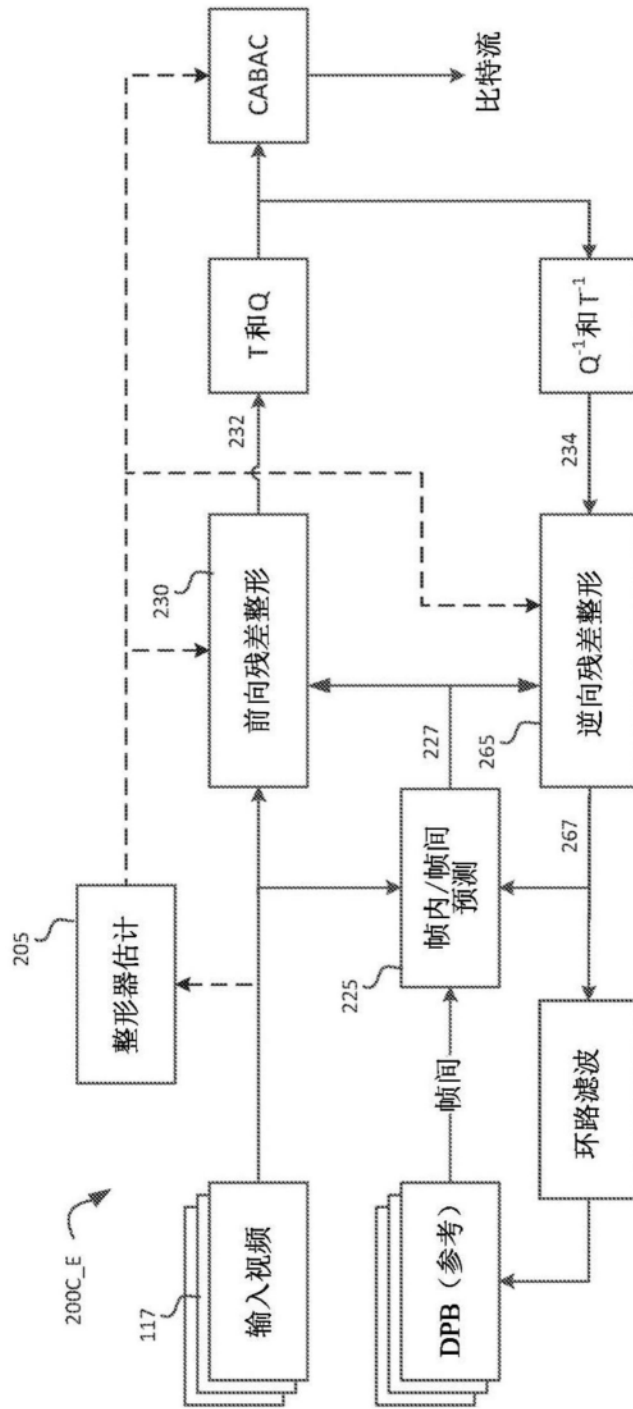 200C_E
205
整形器估计
117
输入视频
230
前向残差整形
232
T和Q
CABAC
比特流
DPB（参考）
帧间
225
帧内/帧间
预测
227
265
逆向残差整形
234
Q⁻¹和T⁻¹
267
环路滤波